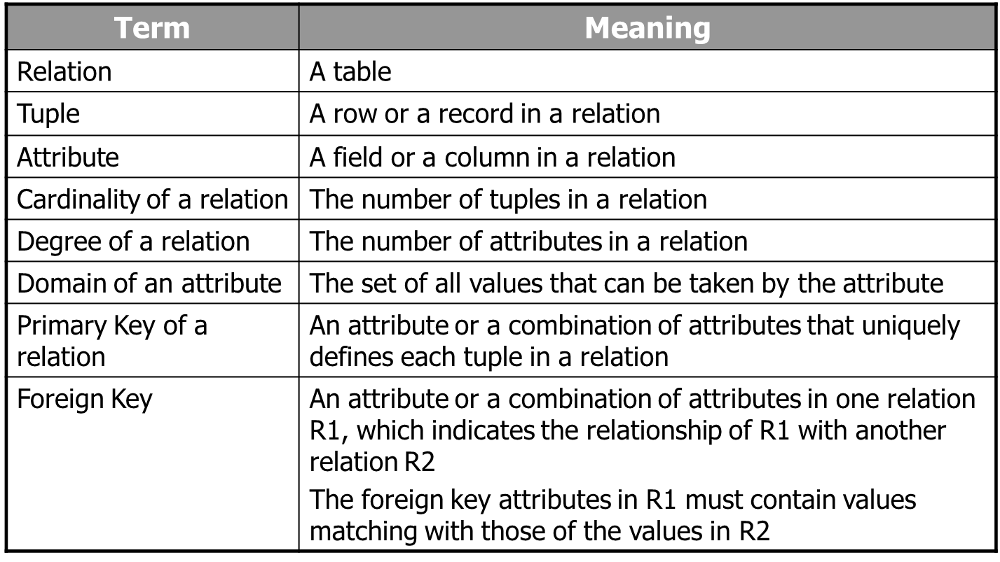 Term Meaning
Relation A table
Tuple A row or a record in a relation
Attribute A field or a column in a relation
Cardinality of a relation The number of tuples in a relation
Degree of a relation The number of attributes in a relation
Domain of an attribute The set of all values that can be taken by the attribute
Primary Key of a
relation
An attribute or a combination of attributes that uniquely
defines each tuple in a relation
Foreign Key
An attribute or a combination of attributes in one relation
R1, which indicates the relationship of R1 with another
relation R2
The foreign key attributes in R1 must contain values
matching with those of the values in R2